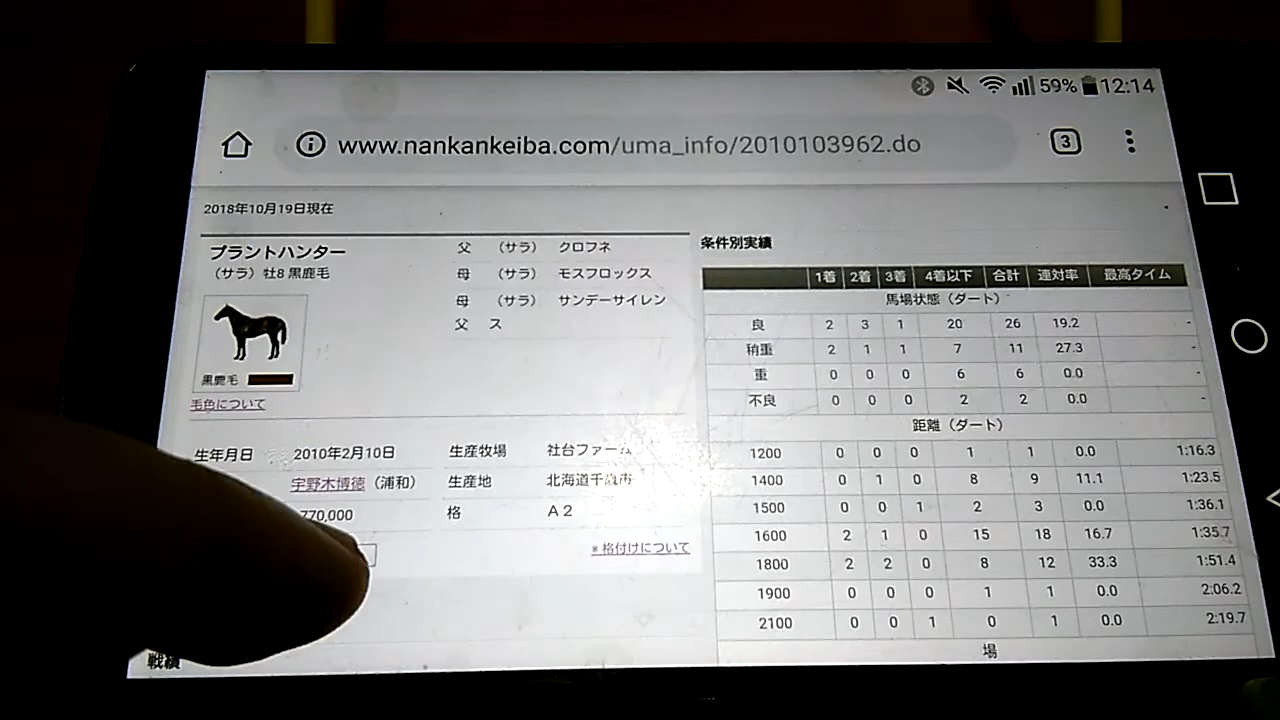 59% 12:14
www.nankankeiba.com/uma_info/2010103962.do
3
2018年10月19日現在
プラントハンター
（サラ）牡8 黒鹿毛
黒鹿毛
毛色について
父 （サラ） クロフネ
母 （サラ） モスフロックス
母 （サラ） サンデーサイレン
父 ス
生年月日 2010年2月10日 生産牧場 社台ファーム
宇野木博徳（浦和） 生産地 北海道千歳市
770,000 格 A2
※格付けについて
戦績
条件別実績
1着 2着 3着 4着以下 合計 連対率 最高タイム
馬場状態（ダート）
良 2 3 1 20 26 19.2 -
稍重 2 1 1 7 11 27.3 -
重 0 0 0 6 6 0.0 -
不良 0 0 0 2 2 0.0 -
距離（ダート）
1200 0 0 0 1 1 0.0 1:16.3
1400 0 1 0 8 9 11.1 1:23.5
1500 0 0 1 2 3 0.0 1:36.1
1600 2 1 0 15 18 16.7 1:35.7
1800 2 2 0 8 12 33.3 1:51.4
1900 0 0 0 1 1 0.0 2:06.2
2100 0 0 1 0 1 0.0 2:19.7
場